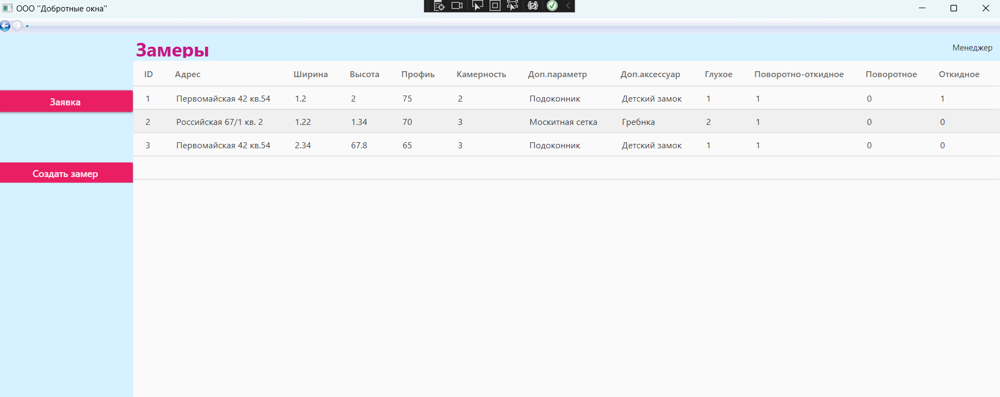 ООО "Добротные окна"
Замеры
Менеджер
ID Адрес Ширина Высота Профиь Камерность Доп.параметр Доп.аксессуар Глухое Поворотно-откидное Поворотное Откидное
1 Первомайская 42 кв.54 1.2 2 75 2 Подоконник Детский замок 1 1 0 1
Заявка
2 Российская 67/1 кв. 2 1.22 1.34 70 3 Москитная сетка Гребнка 2 1 0 0
3 Первомайская 42 кв.54 2.34 67.8 65 3 Подоконник Детский замок 1 1 0 0
Создать замер